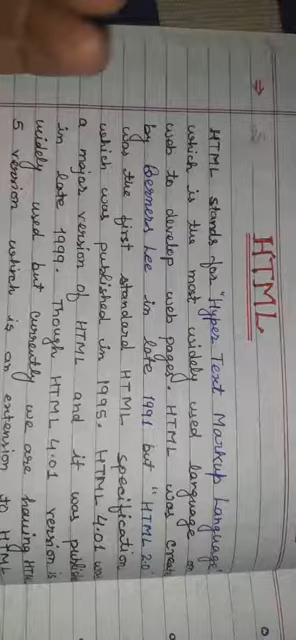 HTML
⇒ HTML stands for "Hyper Text Markup Language"
which is the most widely used language on
web to develop web pages. HTML was
by Berners Lee in late 1991 but "HTML 2.0"
was the first standard HTML specification
which was published in 1995. HTML 4.01 was
a major version of HTML and it was
in late 1999. Though HTML 4.01 version is
widely used but currently we are having
5 version which is an extension to HTML